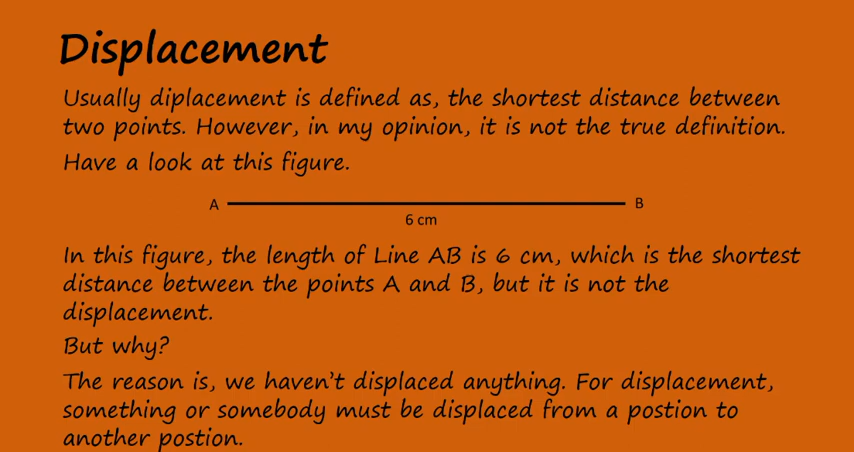 Displacement
Usually diplacement is defined as, the shortest distance between
two points. However, in my opinion, it is not the true definition.
Have a look at this figure.
A B
6 cm
In this figure, the length of Line AB is 6 cm, which is the shortest
distance between the points A and B, but it is not the
displacement.
But why?
The reason is, we haven't displaced anything. For displacement,
something or somebody must be displaced from a postion to
another postion.